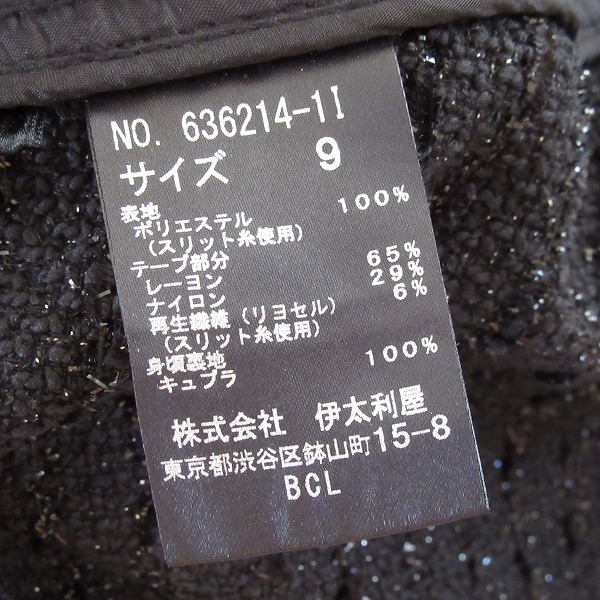 NO. 636214-1I
サイズ 9
表地
ポリエステル 100%
(スリット糸使用)
テープ部分
レーヨン 65%
ナイロン 29%
再生繊維(リヨセル) 6%
(スリット糸使用)
身頃裏地
キュプラ 100%
株式会社 伊太利屋
東京都渋谷区鉢山町15-8
BCL